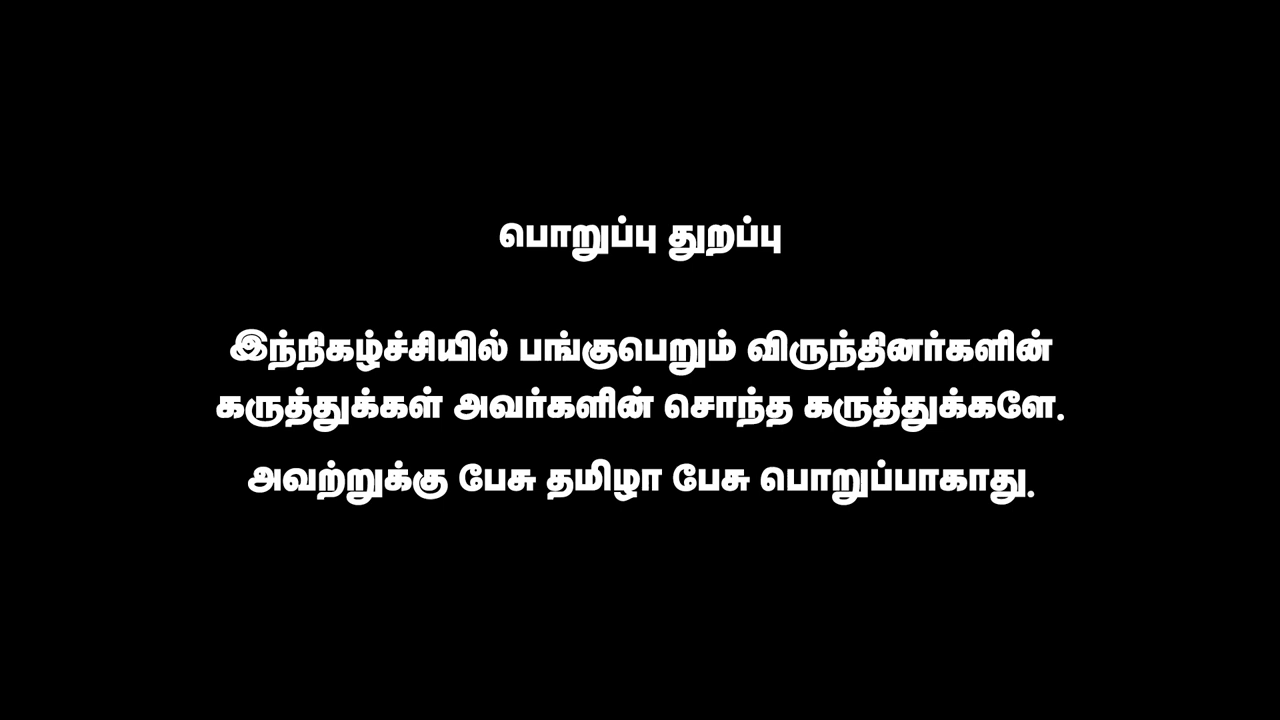 பொறுப்பு துறப்பு
இந்நிகழ்ச்சியில் பங்குபெறும் விருந்தினர்களின்
கருத்துக்கள் அவர்களின் சொந்த கருத்துக்களே.
அவற்றுக்கு பேசு தமிழா பேசு பொறுப்பாகாது.